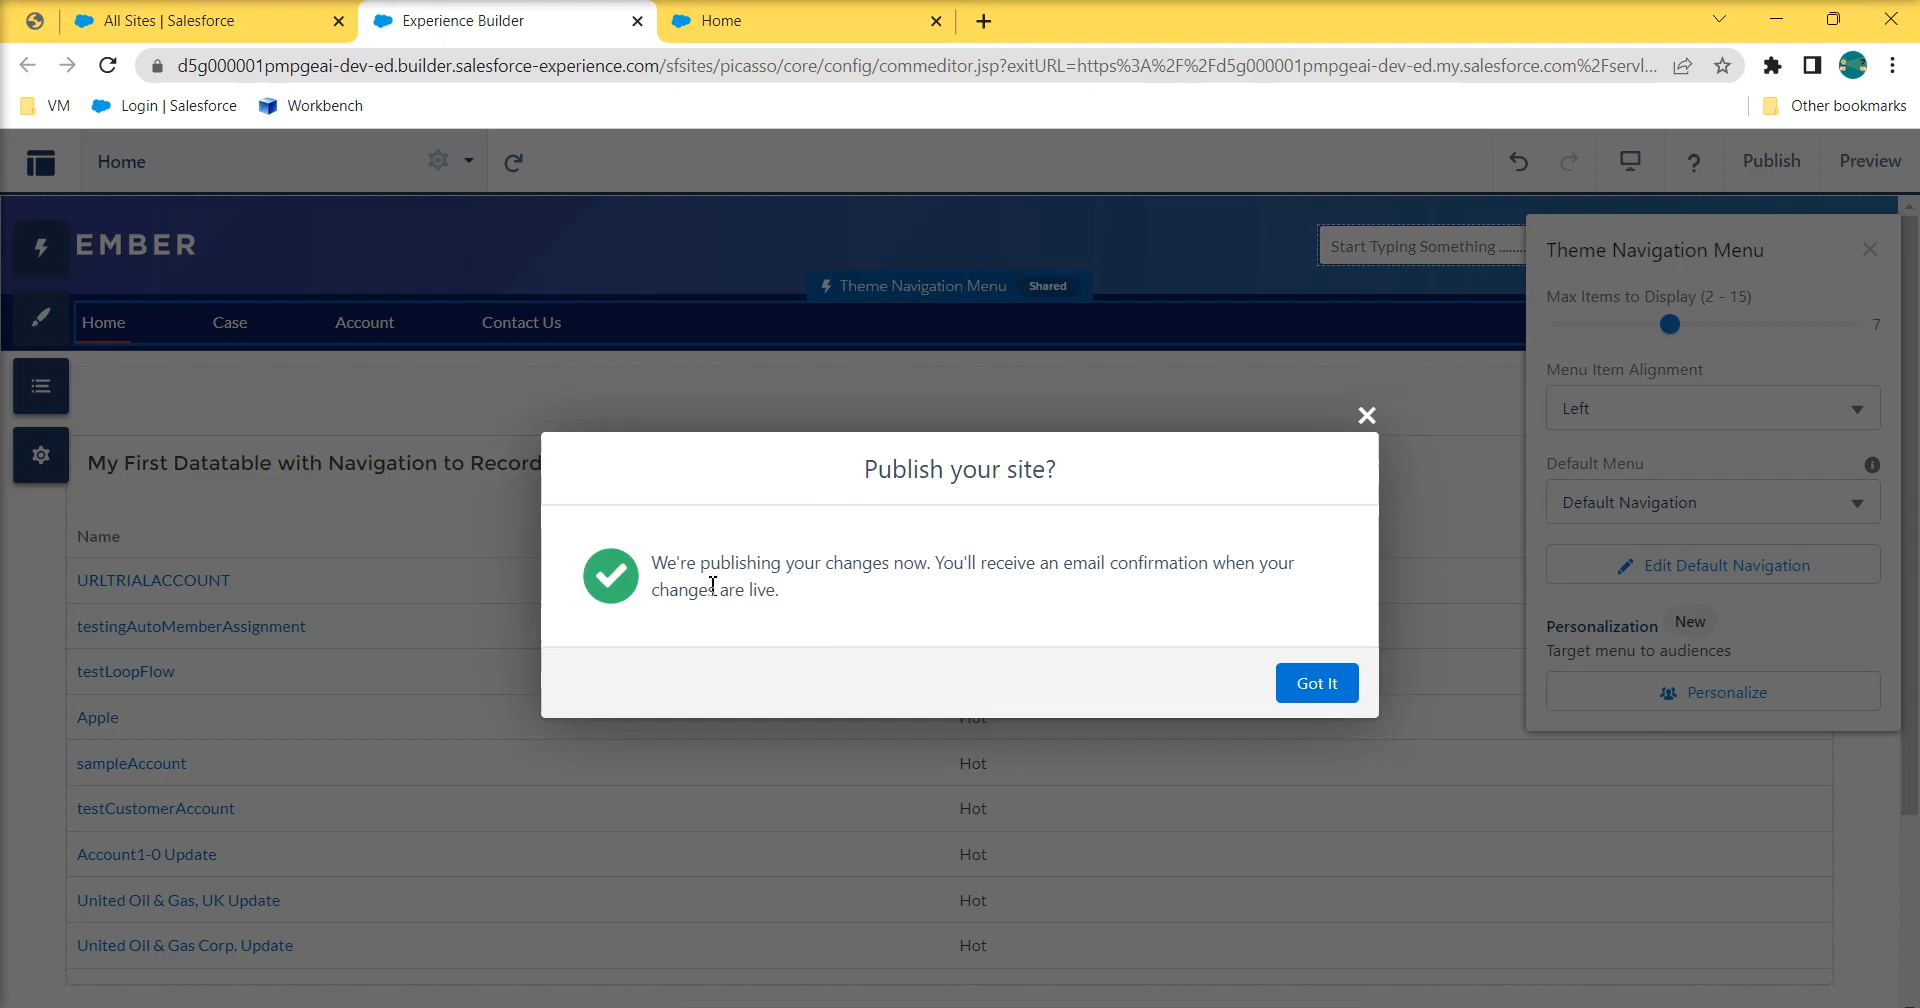 All Sites | Salesforce
Experience Builder
Home
d5g000001pmpgeai-dev-ed.builder.salesforce-experience.com/sfsites/picasso/core/config/commeditor.jsp?exitURL=https%3A%2F%2Fd5g000001pmpgeai-dev-ed.my.salesforce.com%2Fservl...
VM
Login | Salesforce
Workbench
Other bookmarks
Home
?
Publish
Preview
EMBER
Start Typing Something ........
Theme Navigation Menu Shared
Home
Case
Account
Contact Us
Theme Navigation Menu
Max Items to Display (2 - 15)
7
Menu Item Alignment
Left
Default Menu
Default Navigation
Edit Default Navigation
Personalization New
Target menu to audiences
Personalize
My First Datatable with Navigation to Record
Publish your site?
We're publishing your changes now. You'll receive an email confirmation when your
changes are live.
Got It
Name
URLTRIALACCOUNT
testingAutoMemberAssignment
testLoopFlow
Apple
Hot
sampleAccount
Hot
testCustomerAccount
Hot
Account1-0 Update
Hot
United Oil & Gas, UK Update
Hot
United Oil & Gas Corp. Update
Hot